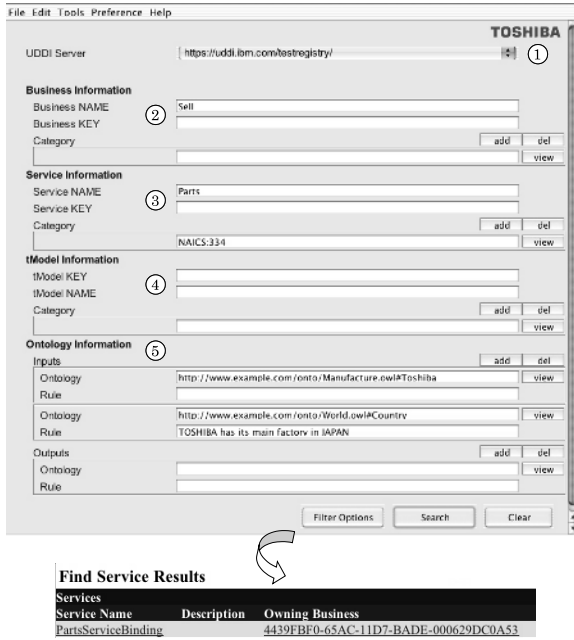 File Edit Tools Preference Help
TOSHIBA
UDDI Server https://uddi.ibm.com/testregistry/ 1
Business Information
Business NAME 2 Sell
Business KEY
Category add del
view
Service Information
Service NAME 3 Parts
Service KEY
Category add del
NAICS:334 view
tModel Information
tModel KEY 4
tModel NAME
Category add del
view
Ontology Information 5
Inputs add del
Ontology http://www.example.com/onto/Manufacture.owl#Toshiba view
Rule
Ontology http://www.example.com/onto/World.owl#Country view
Rule TOSHIBA has its main factory in JAPAN
Outputs add del
Ontology view
Rule
Filter Options Search Clear
Find Service Results
Services
Service Name Description Owning Business
PartsServiceBinding 4439FBF0-65AC-11D7-BADE-000629DC0A53